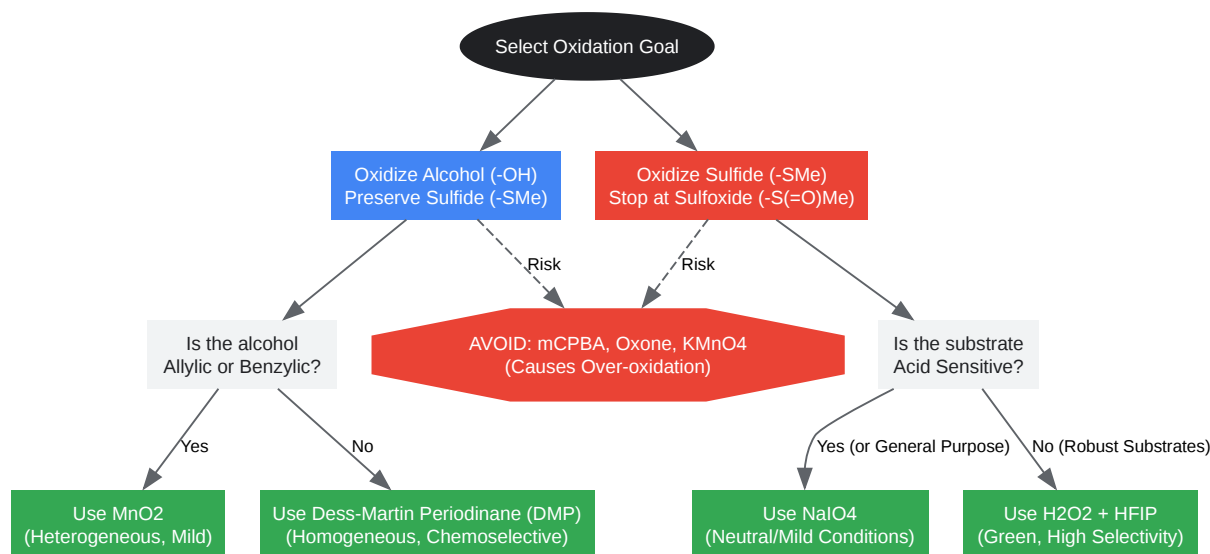 Select Oxidation Goal
Oxidize Alcohol (-OH)
Preserve Sulfide (-SMe)
Oxidize Sulfide (-SMe)
Stop at Sulfoxide (-S(=O)Me)
Risk
Risk
Is the alcohol
Allylic or Benzylic?
AVOID: mCPBA, Oxone, KMnO4
(Causes Over-oxidation)
Is the substrate
Acid Sensitive?
Yes
No
Yes (or General Purpose)
No (Robust Substrates)
Use MnO2
(Heterogeneous, Mild)
Use Dess-Martin Periodinane (DMP)
(Homogeneous, Chemoselective)
Use NaIO4
(Neutral/Mild Conditions)
Use H2O2 + HFIP
(Green, High Selectivity)